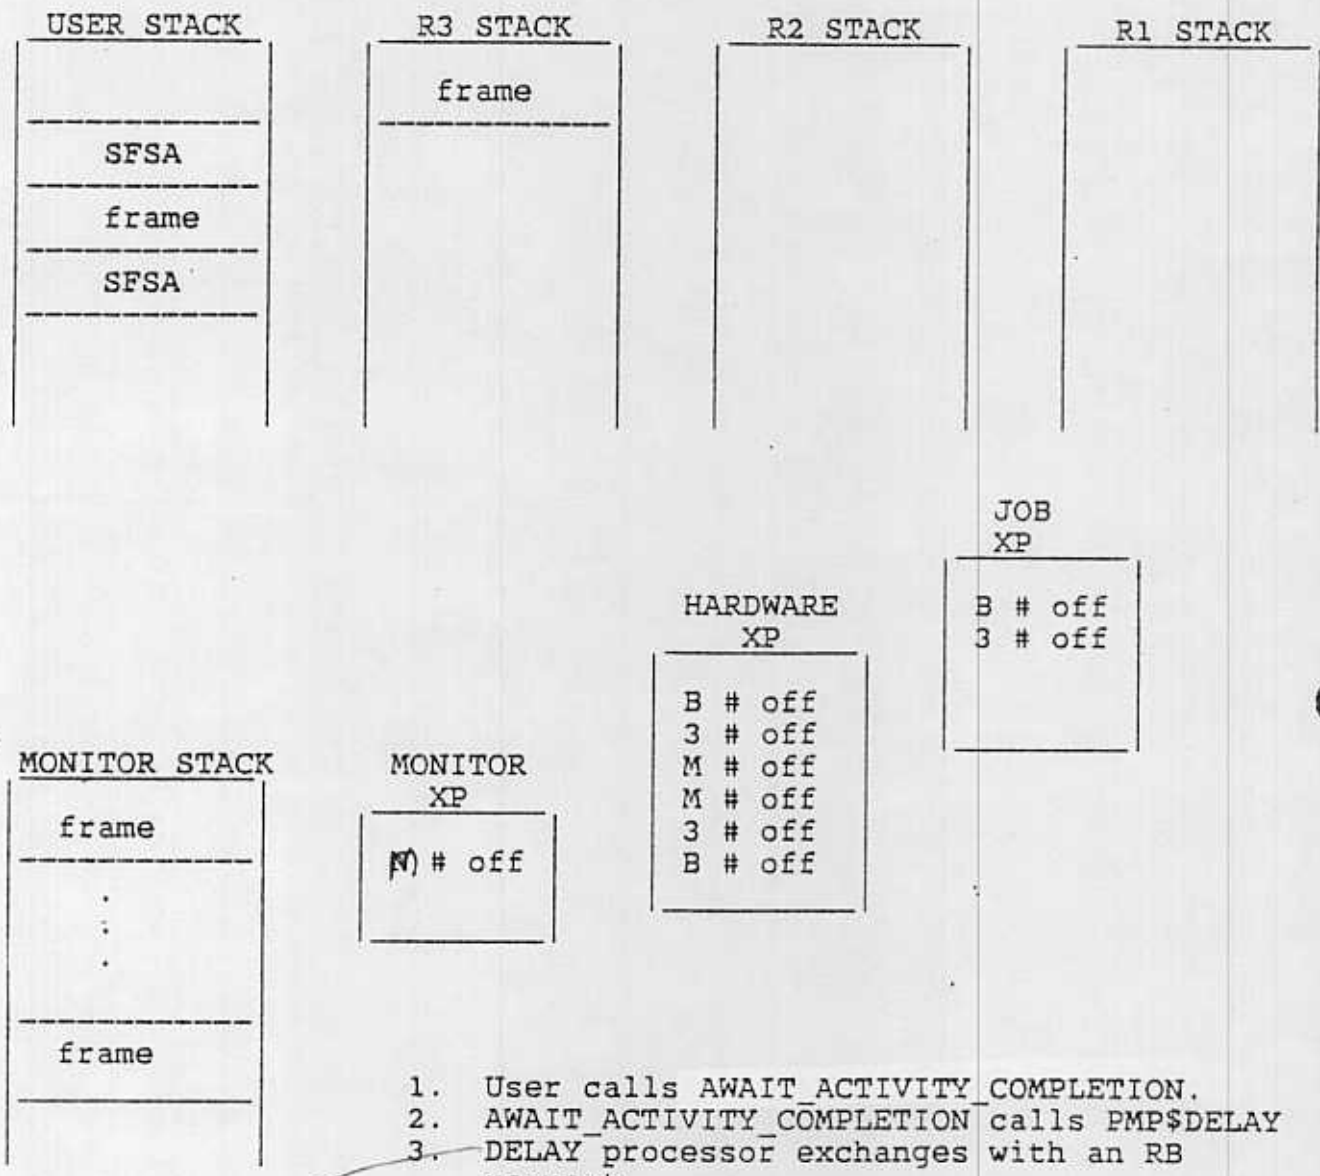 USER STACK R3 STACK R2 STACK R1 STACK
frame
SFSA
frame
SFSA
JOB
XP
B # off
3 # off
HARDWARE
XP
B # off
3 # off
M # off
M # off
3 # off
B # off
MONITOR STACK
frame
.
.
.
frame
MONITOR
XP
# off
1. User calls AWAIT_ACTIVITY_COMPLETION.
2. AWAIT_ACTIVITY_COMPLETION calls PMP$DELAY
3. DELAY processor exchanges with an RB